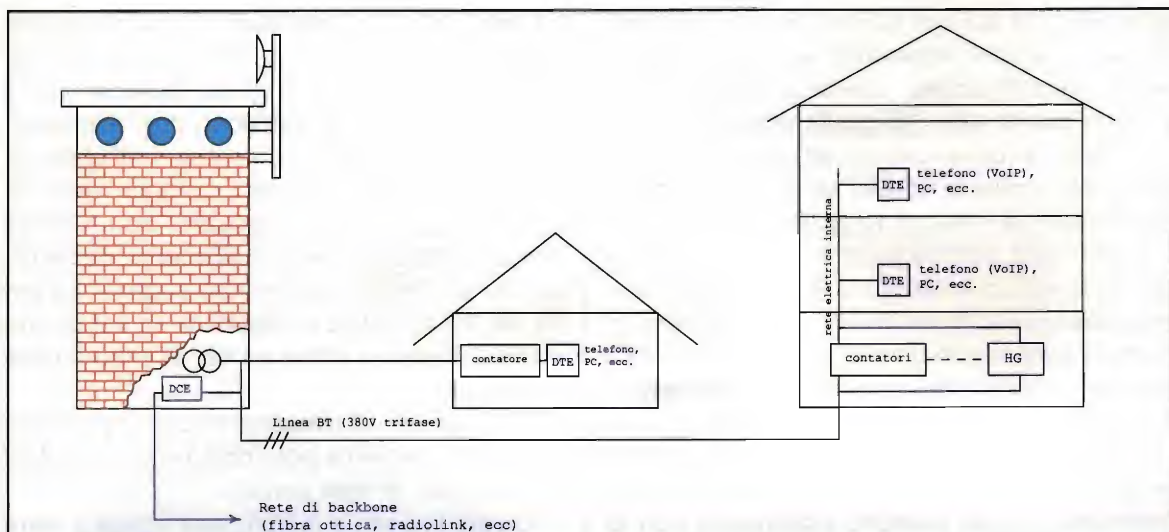 DTE
telefono (VoIP),
PC, ecc.
rete elettrica interna
DTE
telefono (VoIP),
PC, ecc.
contatore
DTE
telefono,
PC, ecc.
contatori
HG
DCE
Linea BT (380V trifase)
Rete di backbone
(fibra ottica, radiolink, ecc)